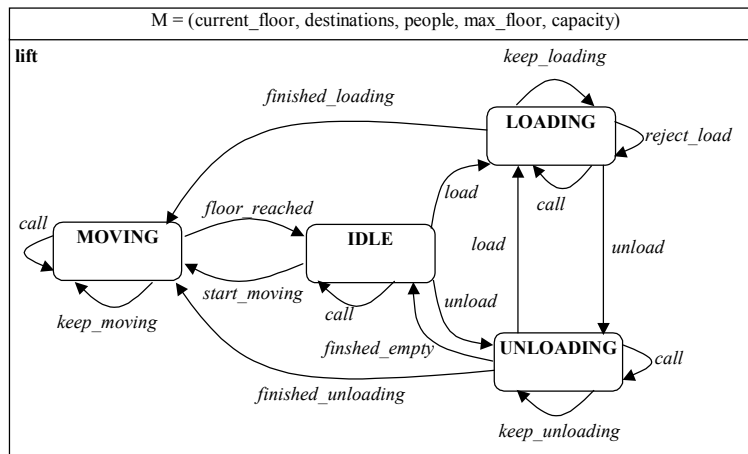 M = (current_floor, destinations, people, max_floor, capacity)
lift
keep_loading
finished_loading
LOADING
reject_load
call
load
floor_reached
call
MOVING
IDLE
load
unload
start_moving
call
unload
keep_moving
finshed_empty
UNLOADING
call
finished_unloading
keep_unloading